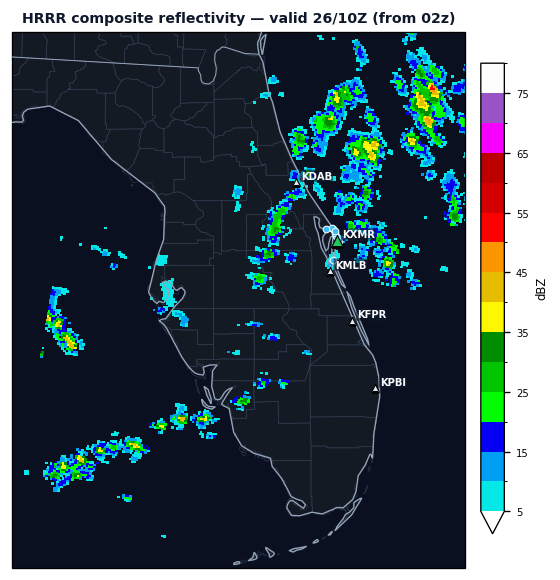 HRRR composite reflectivity — valid 26/10Z (from 02z)
75
65
55
45
35
25
15
5
dBZ
KDAB
KXMR
KMLB
KFPR
KPBI